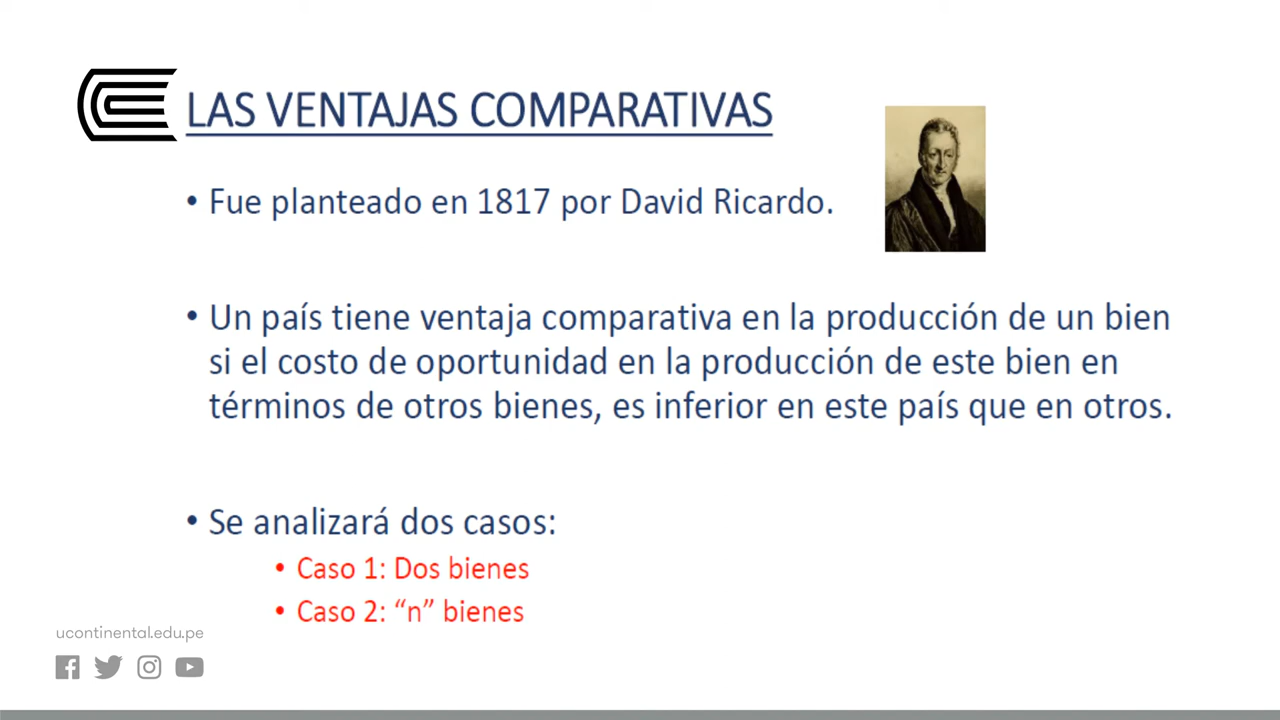 LAS VENTAJAS COMPARATIVAS
• Fue planteado en 1817 por David Ricardo.
• Un país tiene ventaja comparativa en la producción de un bien
si el costo de oportunidad en la producción de este bien en
términos de otros bienes, es inferior en este país que en otros.
• Se analizará dos casos:
• Caso 1: Dos bienes
• Caso 2: “n” bienes
ucontinental.edu.pe